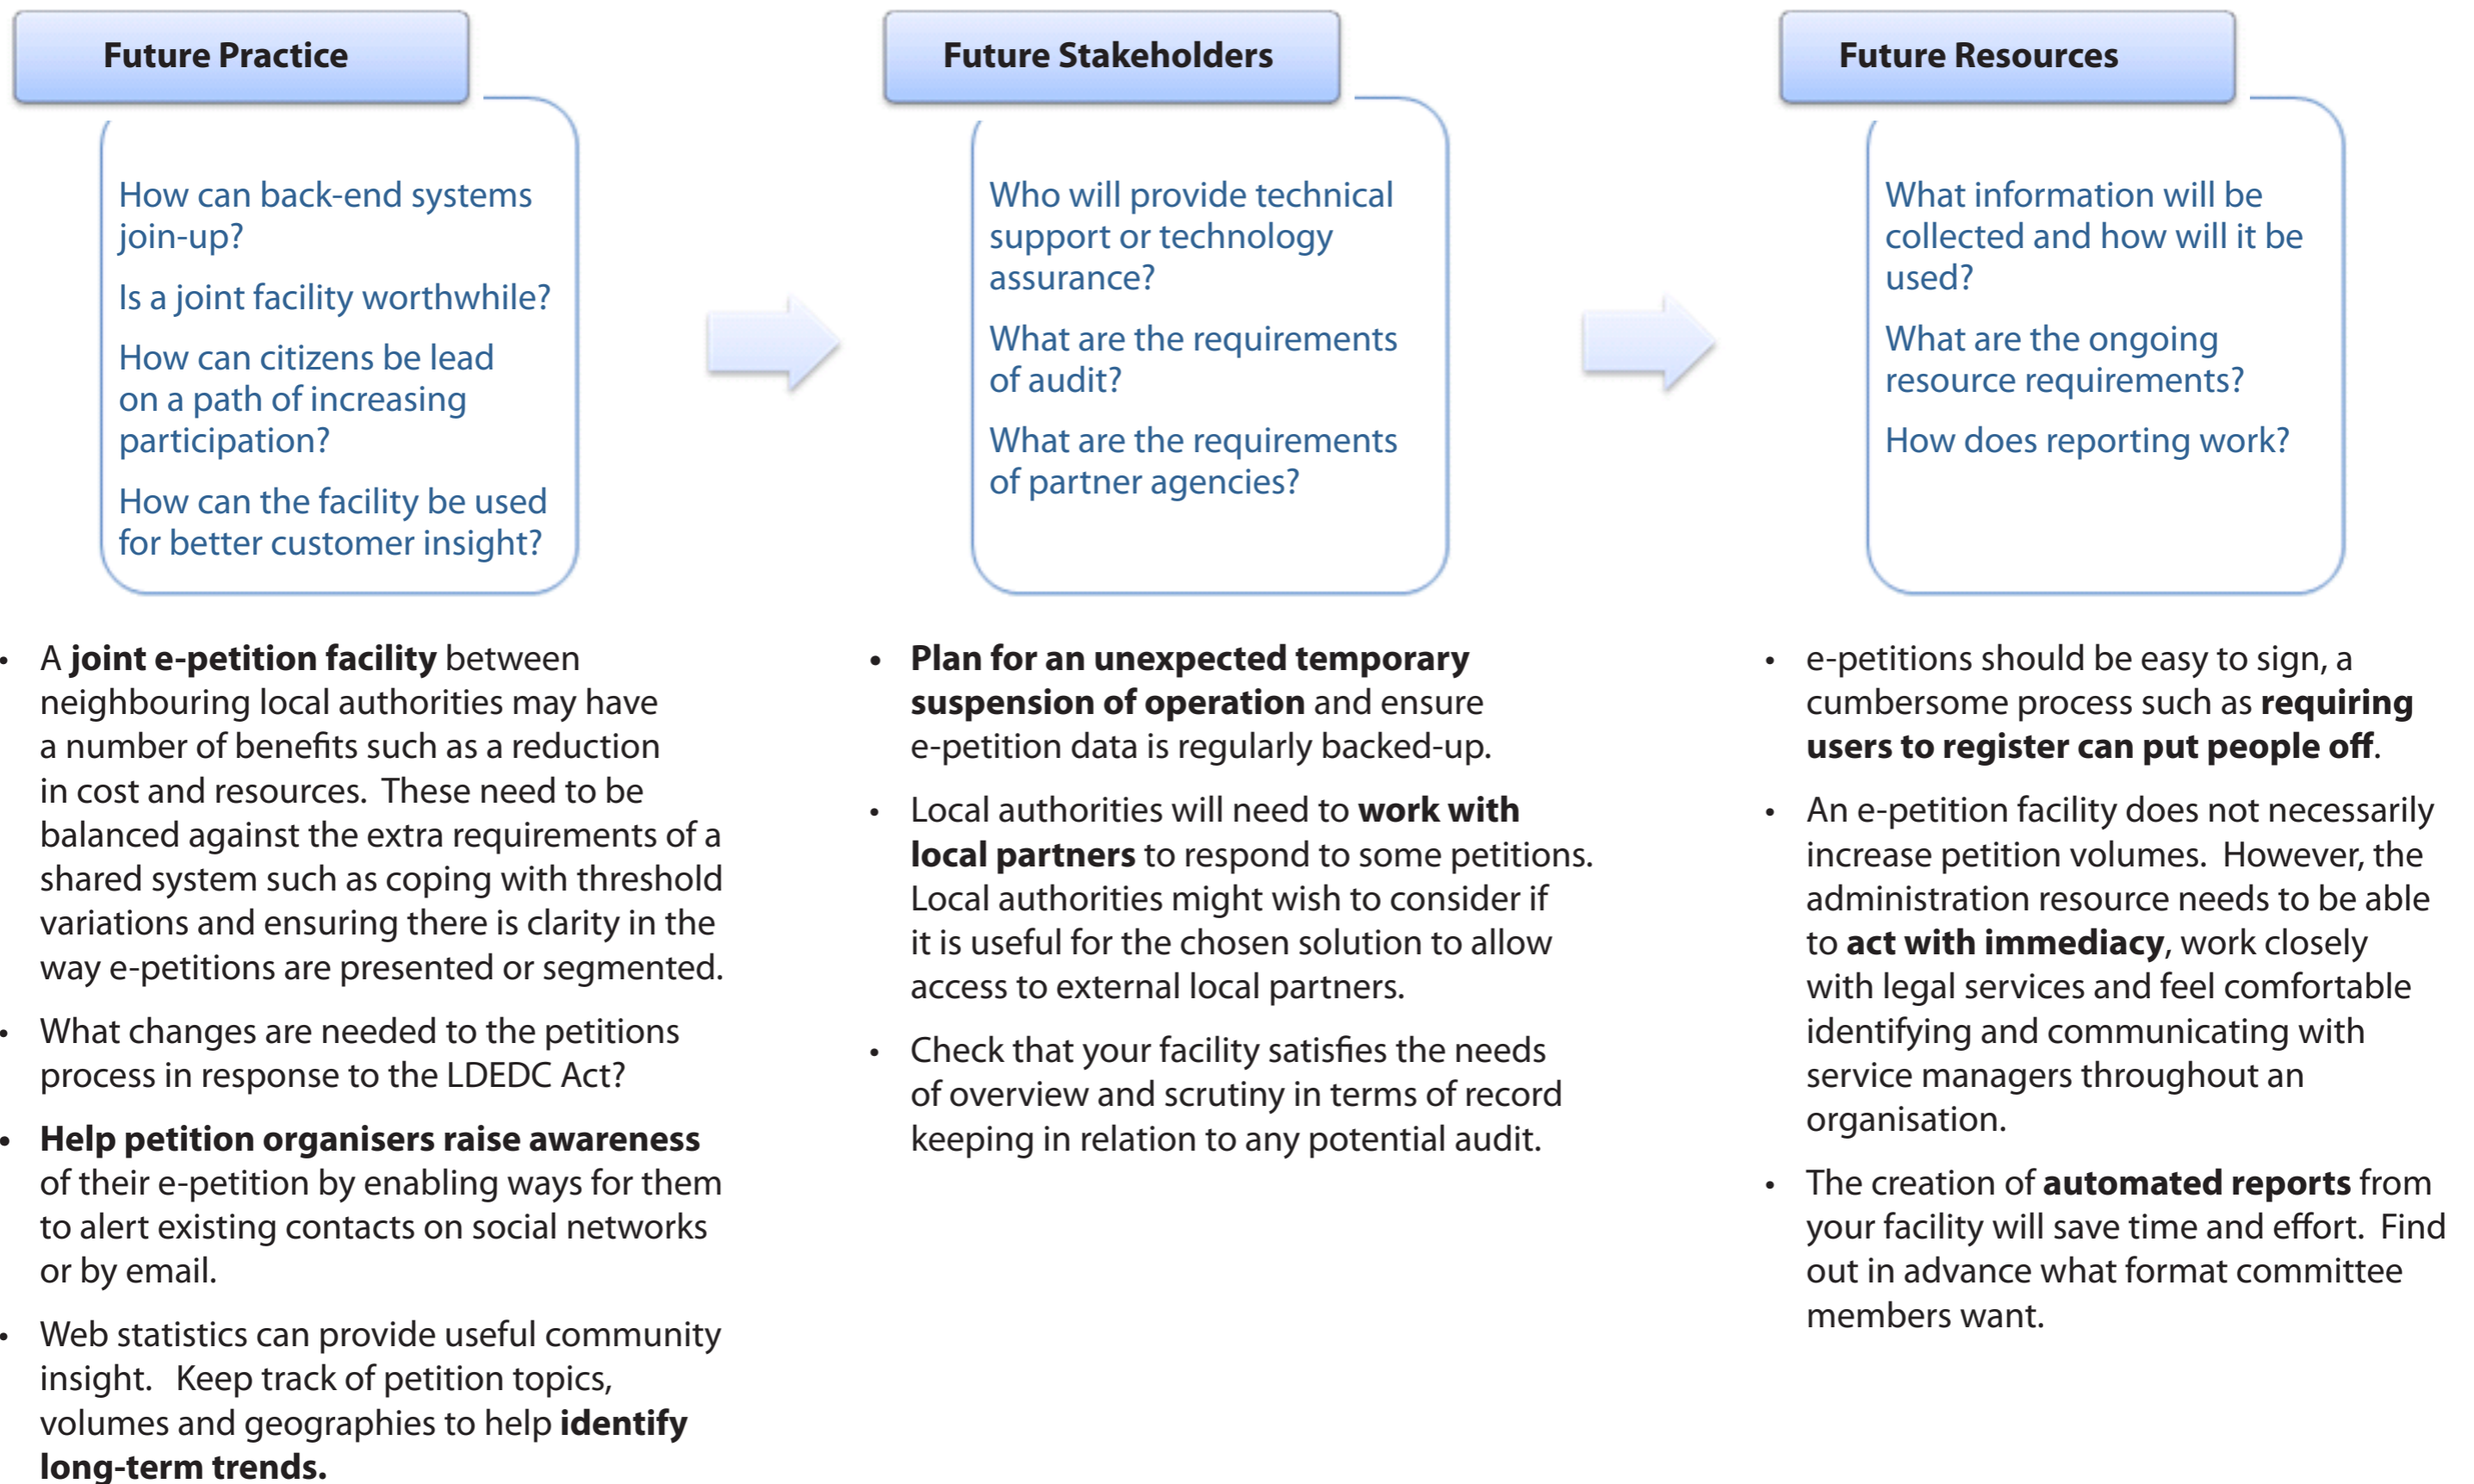 Future Practice
How can back-end systems
join-up?
Is a joint facility worthwhile?
How can citizens be lead
on a path of increasing
participation?
How can the facility be used
for better customer insight?
• A joint e-petition facility between
neighbouring local authorities may have
a number of benefits such as a reduction
in cost and resources. These need to be
balanced against the extra requirements of a
shared system such as coping with threshold
variations and ensuring there is clarity in the
way e-petitions are presented or segmented.
• What changes are needed to the petitions
process in response to the LDEDC Act?
• Help petition organisers raise awareness
of their e-petition by enabling ways for them
to alert existing contacts on social networks
or by email.
• Web statistics can provide useful community
insight. Keep track of petition topics,
volumes and geographies to help identify
long-term trends.
Future Stakeholders
Who will provide technical
support or technology
assurance?
What are the requirements
of audit?
What are the requirements
of partner agencies?
• Plan for an unexpected temporary
suspension of operation and ensure
e-petition data is regularly backed-up.
• Local authorities will need to work with
local partners to respond to some petitions.
Local authorities might wish to consider if
it is useful for the chosen solution to allow
access to external local partners.
• Check that your facility satisfies the needs
of overview and scrutiny in terms of record
keeping in relation to any potential audit.
Future Resources
What information will be
collected and how will it be
used?
What are the ongoing
resource requirements?
How does reporting work?
• e-petitions should be easy to sign, a
cumbersome process such as requiring
users to register can put people off.
• An e-petition facility does not necessarily
increase petition volumes. However, the
administration resource needs to be able
to act with immediacy, work closely
with legal services and feel comfortable
identifying and communicating with
service managers throughout an
organisation.
• The creation of automated reports from
your facility will save time and effort. Find
out in advance what format committee
members want.